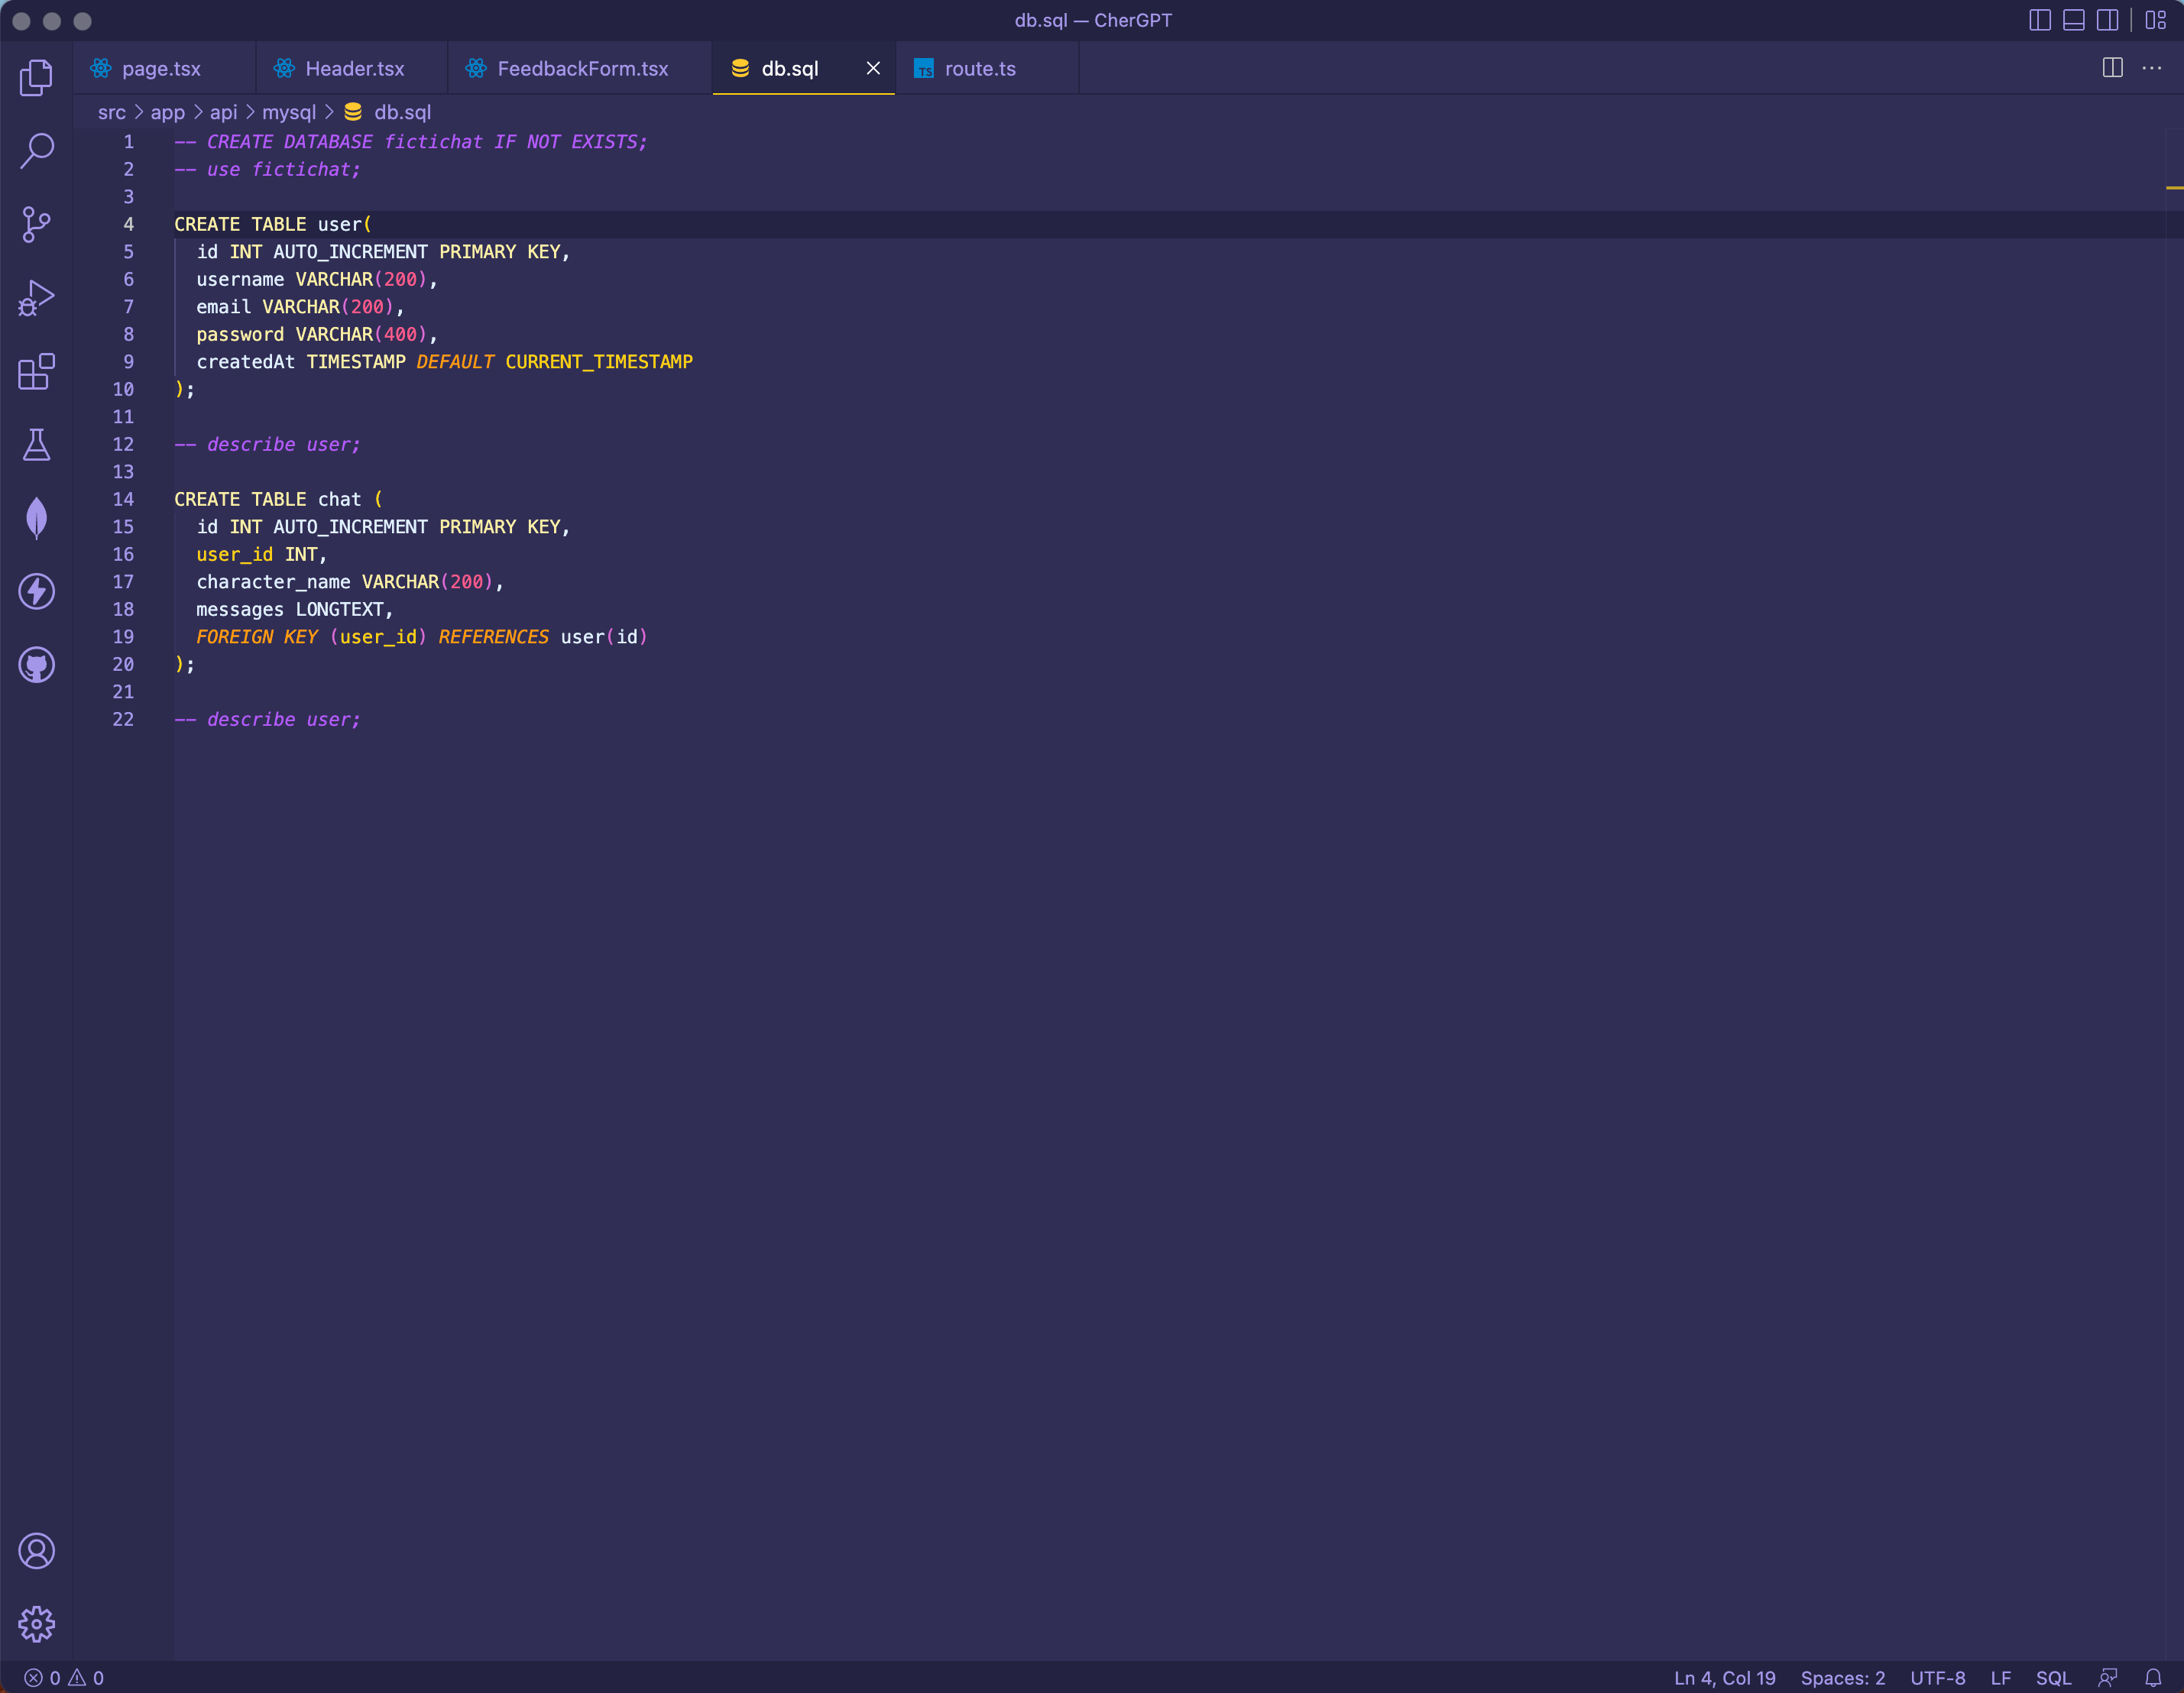 db.sql — CherGPT
page.tsx Header.tsx FeedbackForm.tsx db.sql TS route.ts
src > app > api > mysql > db.sql
1 -- CREATE DATABASE fictichat IF NOT EXISTS;
2 -- use fictichat;
3
4 CREATE TABLE user(
5 id INT AUTO_INCREMENT PRIMARY KEY,
6 username VARCHAR(200),
7 email VARCHAR(200),
8 password VARCHAR(400),
9 createdAt TIMESTAMP DEFAULT CURRENT_TIMESTAMP
10 );
11
12 -- describe user;
13
14 CREATE TABLE chat (
15 id INT AUTO_INCREMENT PRIMARY KEY,
16 user_id INT,
17 character_name VARCHAR(200),
18 messages LONGTEXT,
19 FOREIGN KEY (user_id) REFERENCES user(id)
20 );
21
22 -- describe user;
0 0 Ln 4, Col 19 Spaces: 2 UTF-8 LF SQL